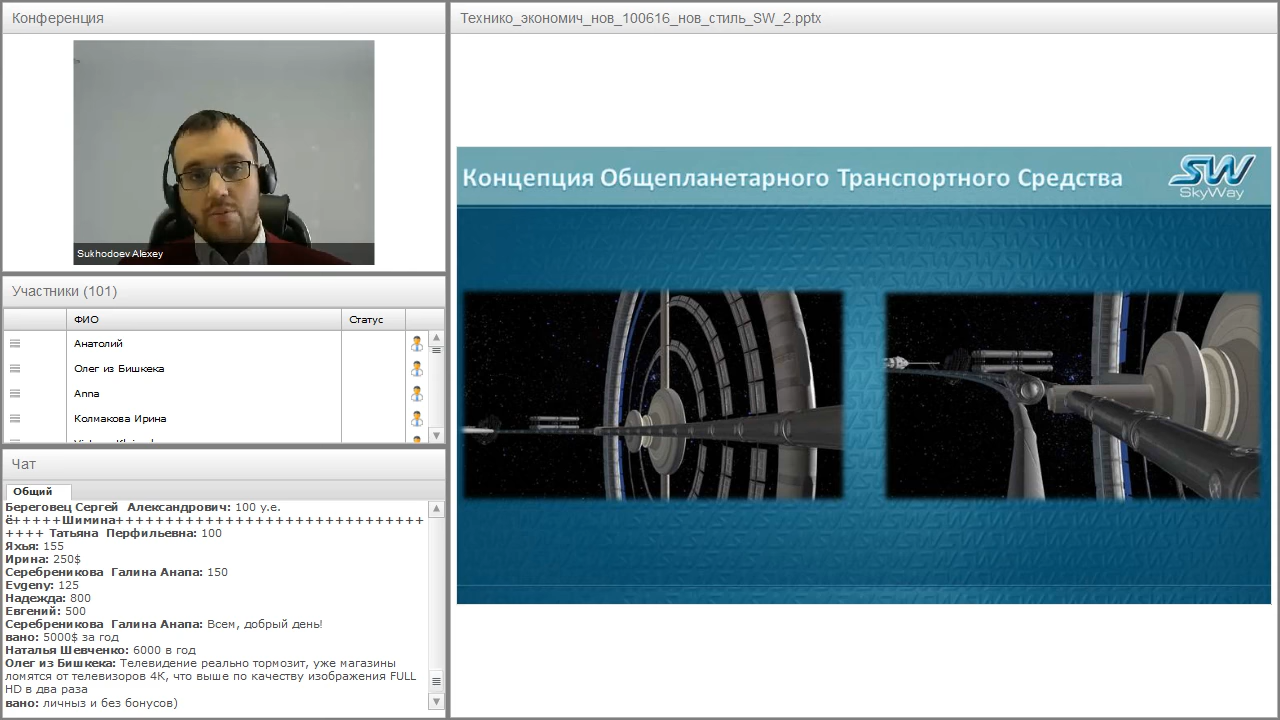 Конференция
Sukhodoev Alexey
Участники (101)
ФИО Статус
Анатолий
Олег из Бишкека
Anna
Колмакова Ирина
Чат
Общий
Береговец Сергей  Александрович: 100 у.е.
ё+++++Шимина+++++++++++++++++++++++++++++++
++++ Татьяна  Перфильевна: 100
Яхья: 155
Ирина: 250$
Серебреникова  Галина Анапа: 150
Evgeny: 125
Надежда: 800
Евгений: 500
Серебреникова  Галина Анапа: Всем, добрый день!
вано: 5000$ за год
Наталья Шевченко: 6000 в год
Олег из Бишкека: Телевидение реально тормозит, уже магазины
ломятся от телевизоров 4K, что выше по качеству изображения FULL
HD в два раза
вано: личныз и без бонусов)
Технико_экономич_нов_100616_нов_стиль_SW_2.pptx
Концепция Общепланетарного Транспортного Средства
SW
SkyWay